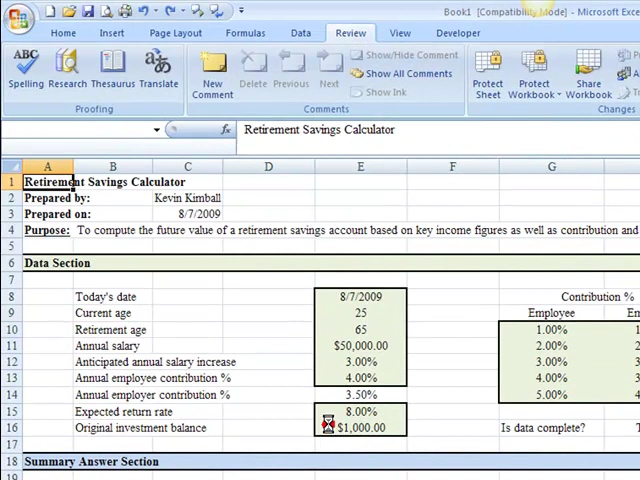 Book1 [Compatibility Mode] - Microsoft Exce
Home Insert Page Layout Formulas Data Review View Developer
ABC
Spelling Research Thesaurus Translate
Proofing
New Comment Delete Previous Next
Show/Hide Comment
Show All Comments
Show Ink
Comments
Protect Sheet Protect Workbook Share Workbook
Changes
fx Retirement Savings Calculator
A B C D E F G
1 Retirement Savings Calculator
2 Prepared by: Kevin Kimball
3 Prepared on: 8/7/2009
4 Purpose: To compute the future value of a retirement savings account based on key income figures as well as contribution and
5
6 Data Section
7
8 Today's date 8/7/2009 Contribution %
9 Current age 25 Employee Em
10 Retirement age 65 1.00% 1.
11 Annual salary $50,000.00 2.00% 2.
12 Anticipated annual salary increase 3.00% 3.00% 3.
13 Annual employee contribution % 4.00% 4.00% 3.
14 Annual employer contribution % 3.50% 5.00% 4.
15 Expected return rate 8.00%
16 Original investment balance $1,000.00 Is data complete?
17
18 Summary Answer Section
19